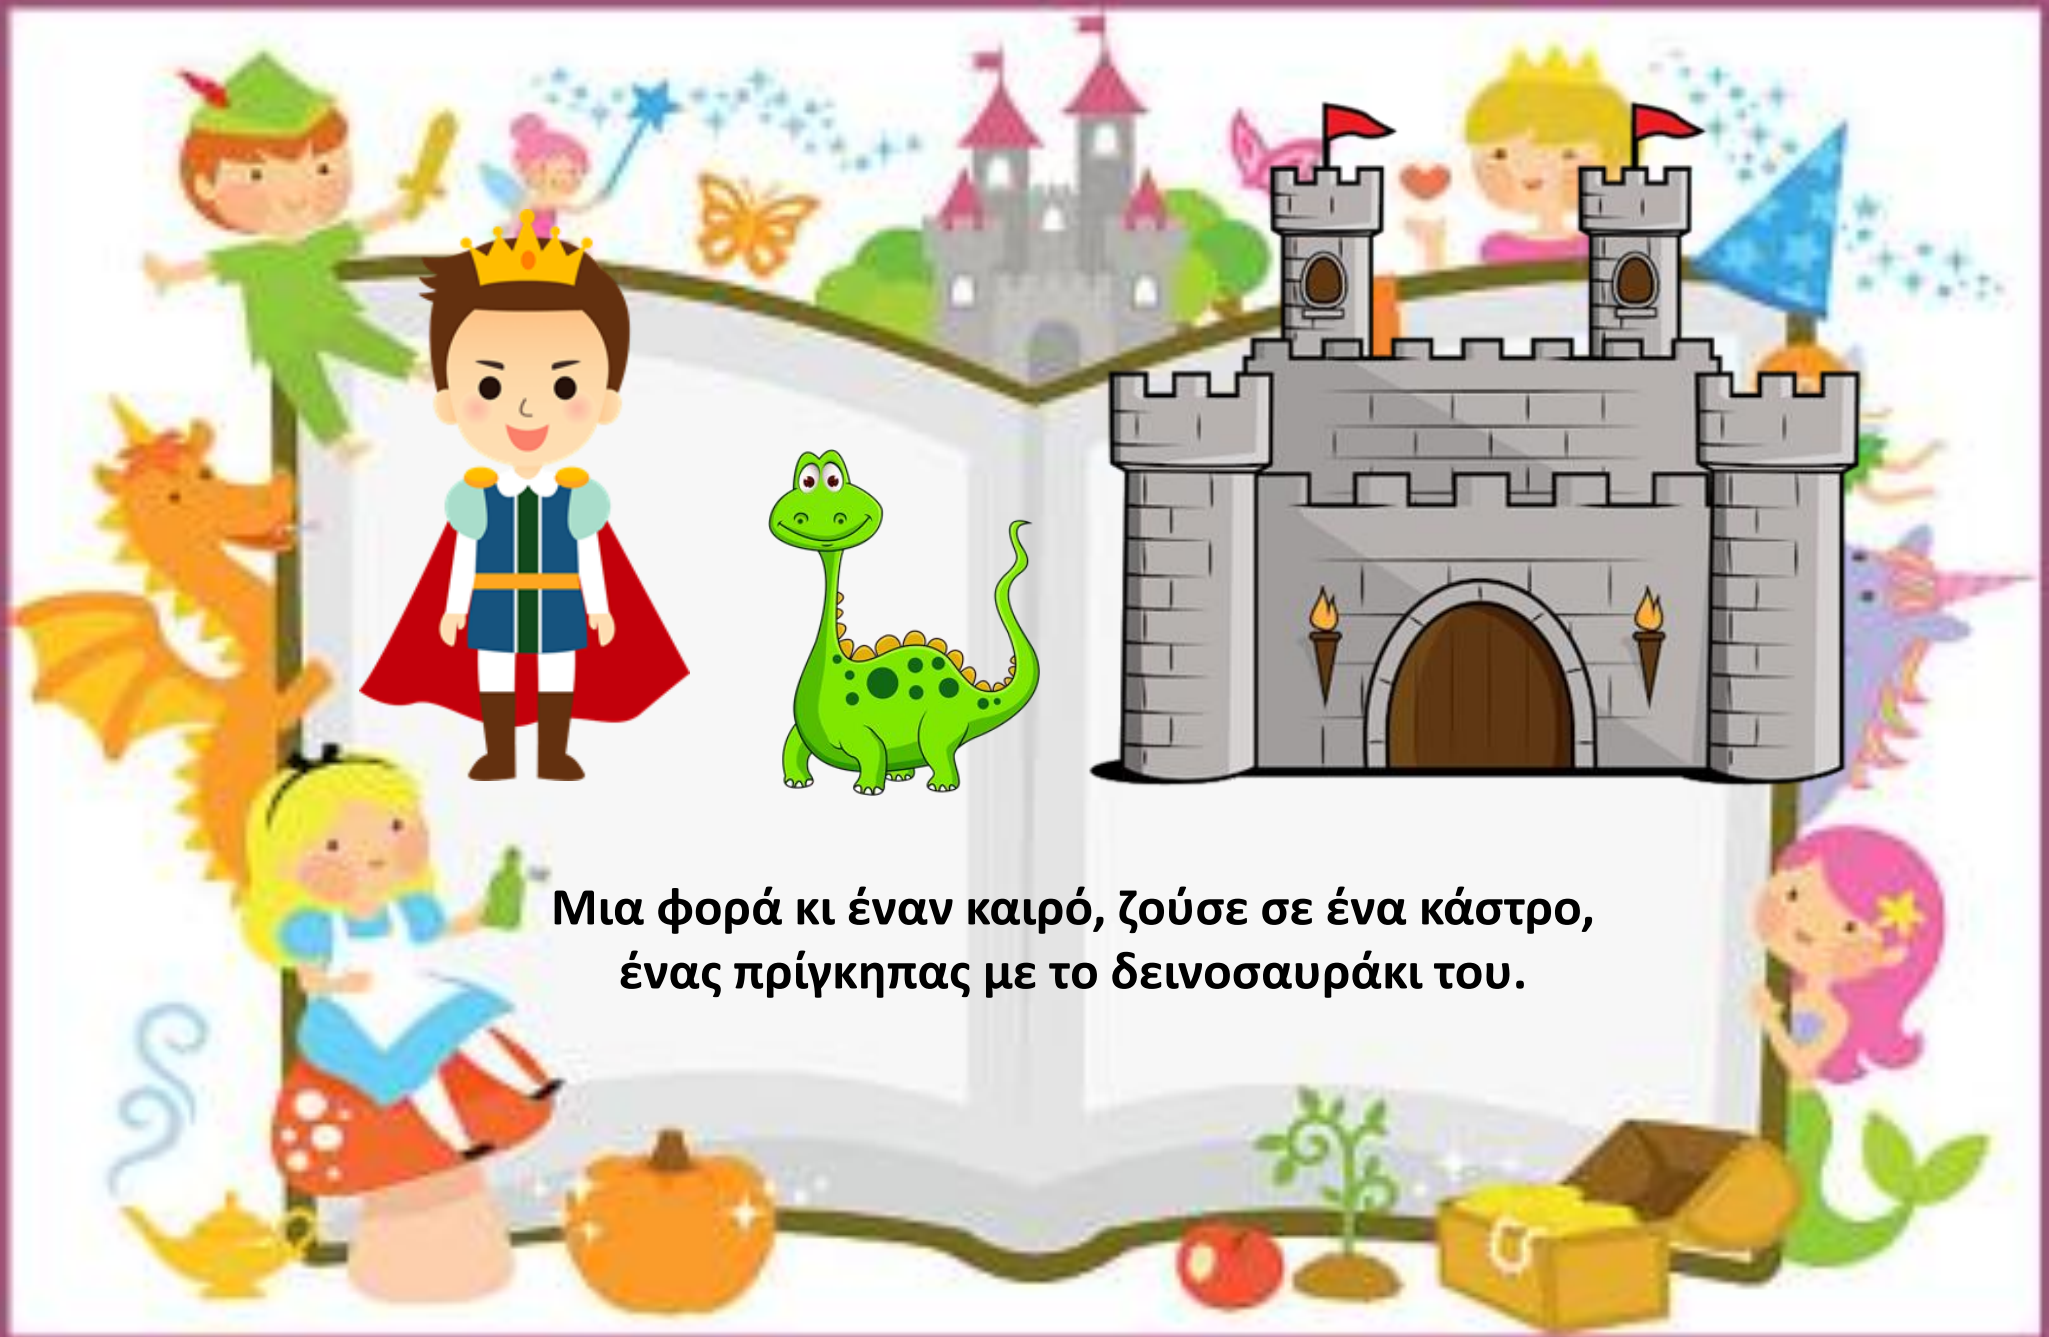 Μια φορά κι έναν καιρό, ζούσε σε ένα κάστρο,
ένας πρίγκηπας με το δεινοσαυράκι του.